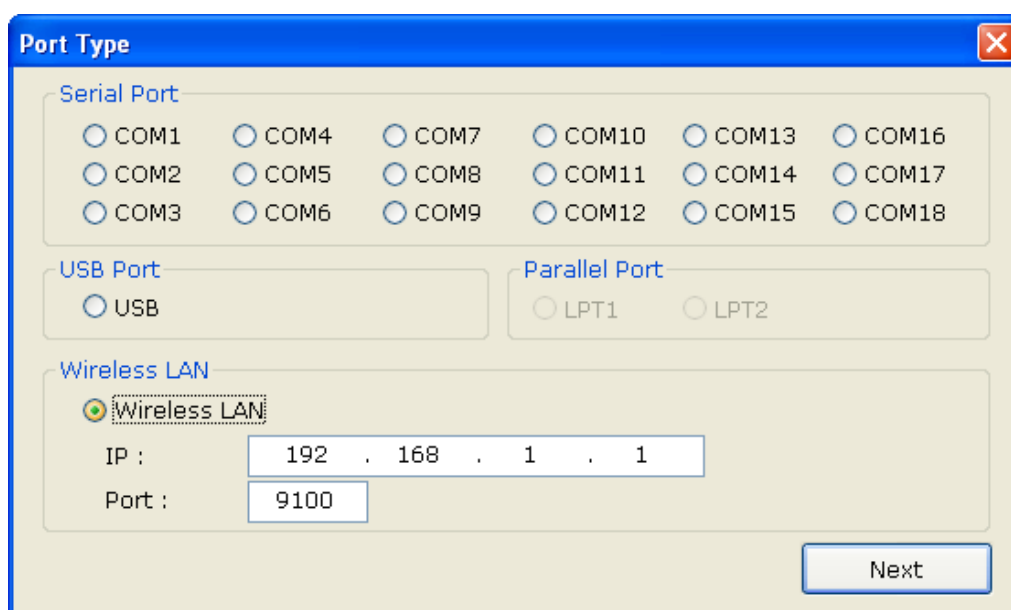 Port Type
Serial Port
COM1 COM4 COM7 COM10 COM13 COM16
COM2 COM5 COM8 COM11 COM14 COM17
COM3 COM6 COM9 COM12 COM15 COM18
USB Port Parallel Port
USB LPT1 LPT2
Wireless LAN
Wireless LAN
IP : 192 . 168 . 1 . 1
Port : 9100
Next